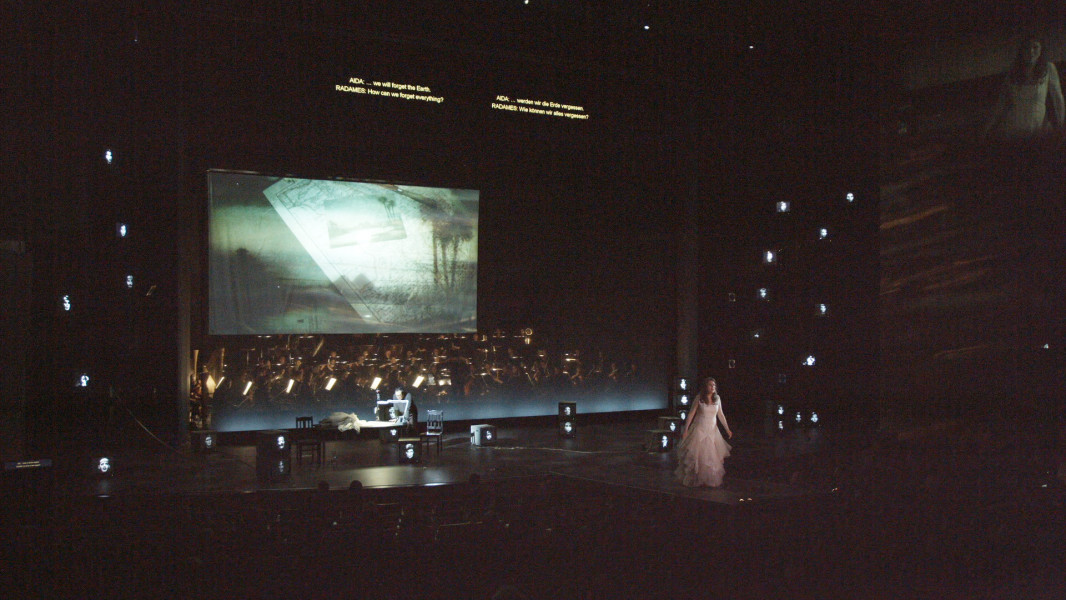 AIDA: ... we will forget the Earth.
RADAMES: How can we forget everything?
AIDA: ... werden wir die Erde vergessen.
RADAMES: Wie können wir alles vergessen?